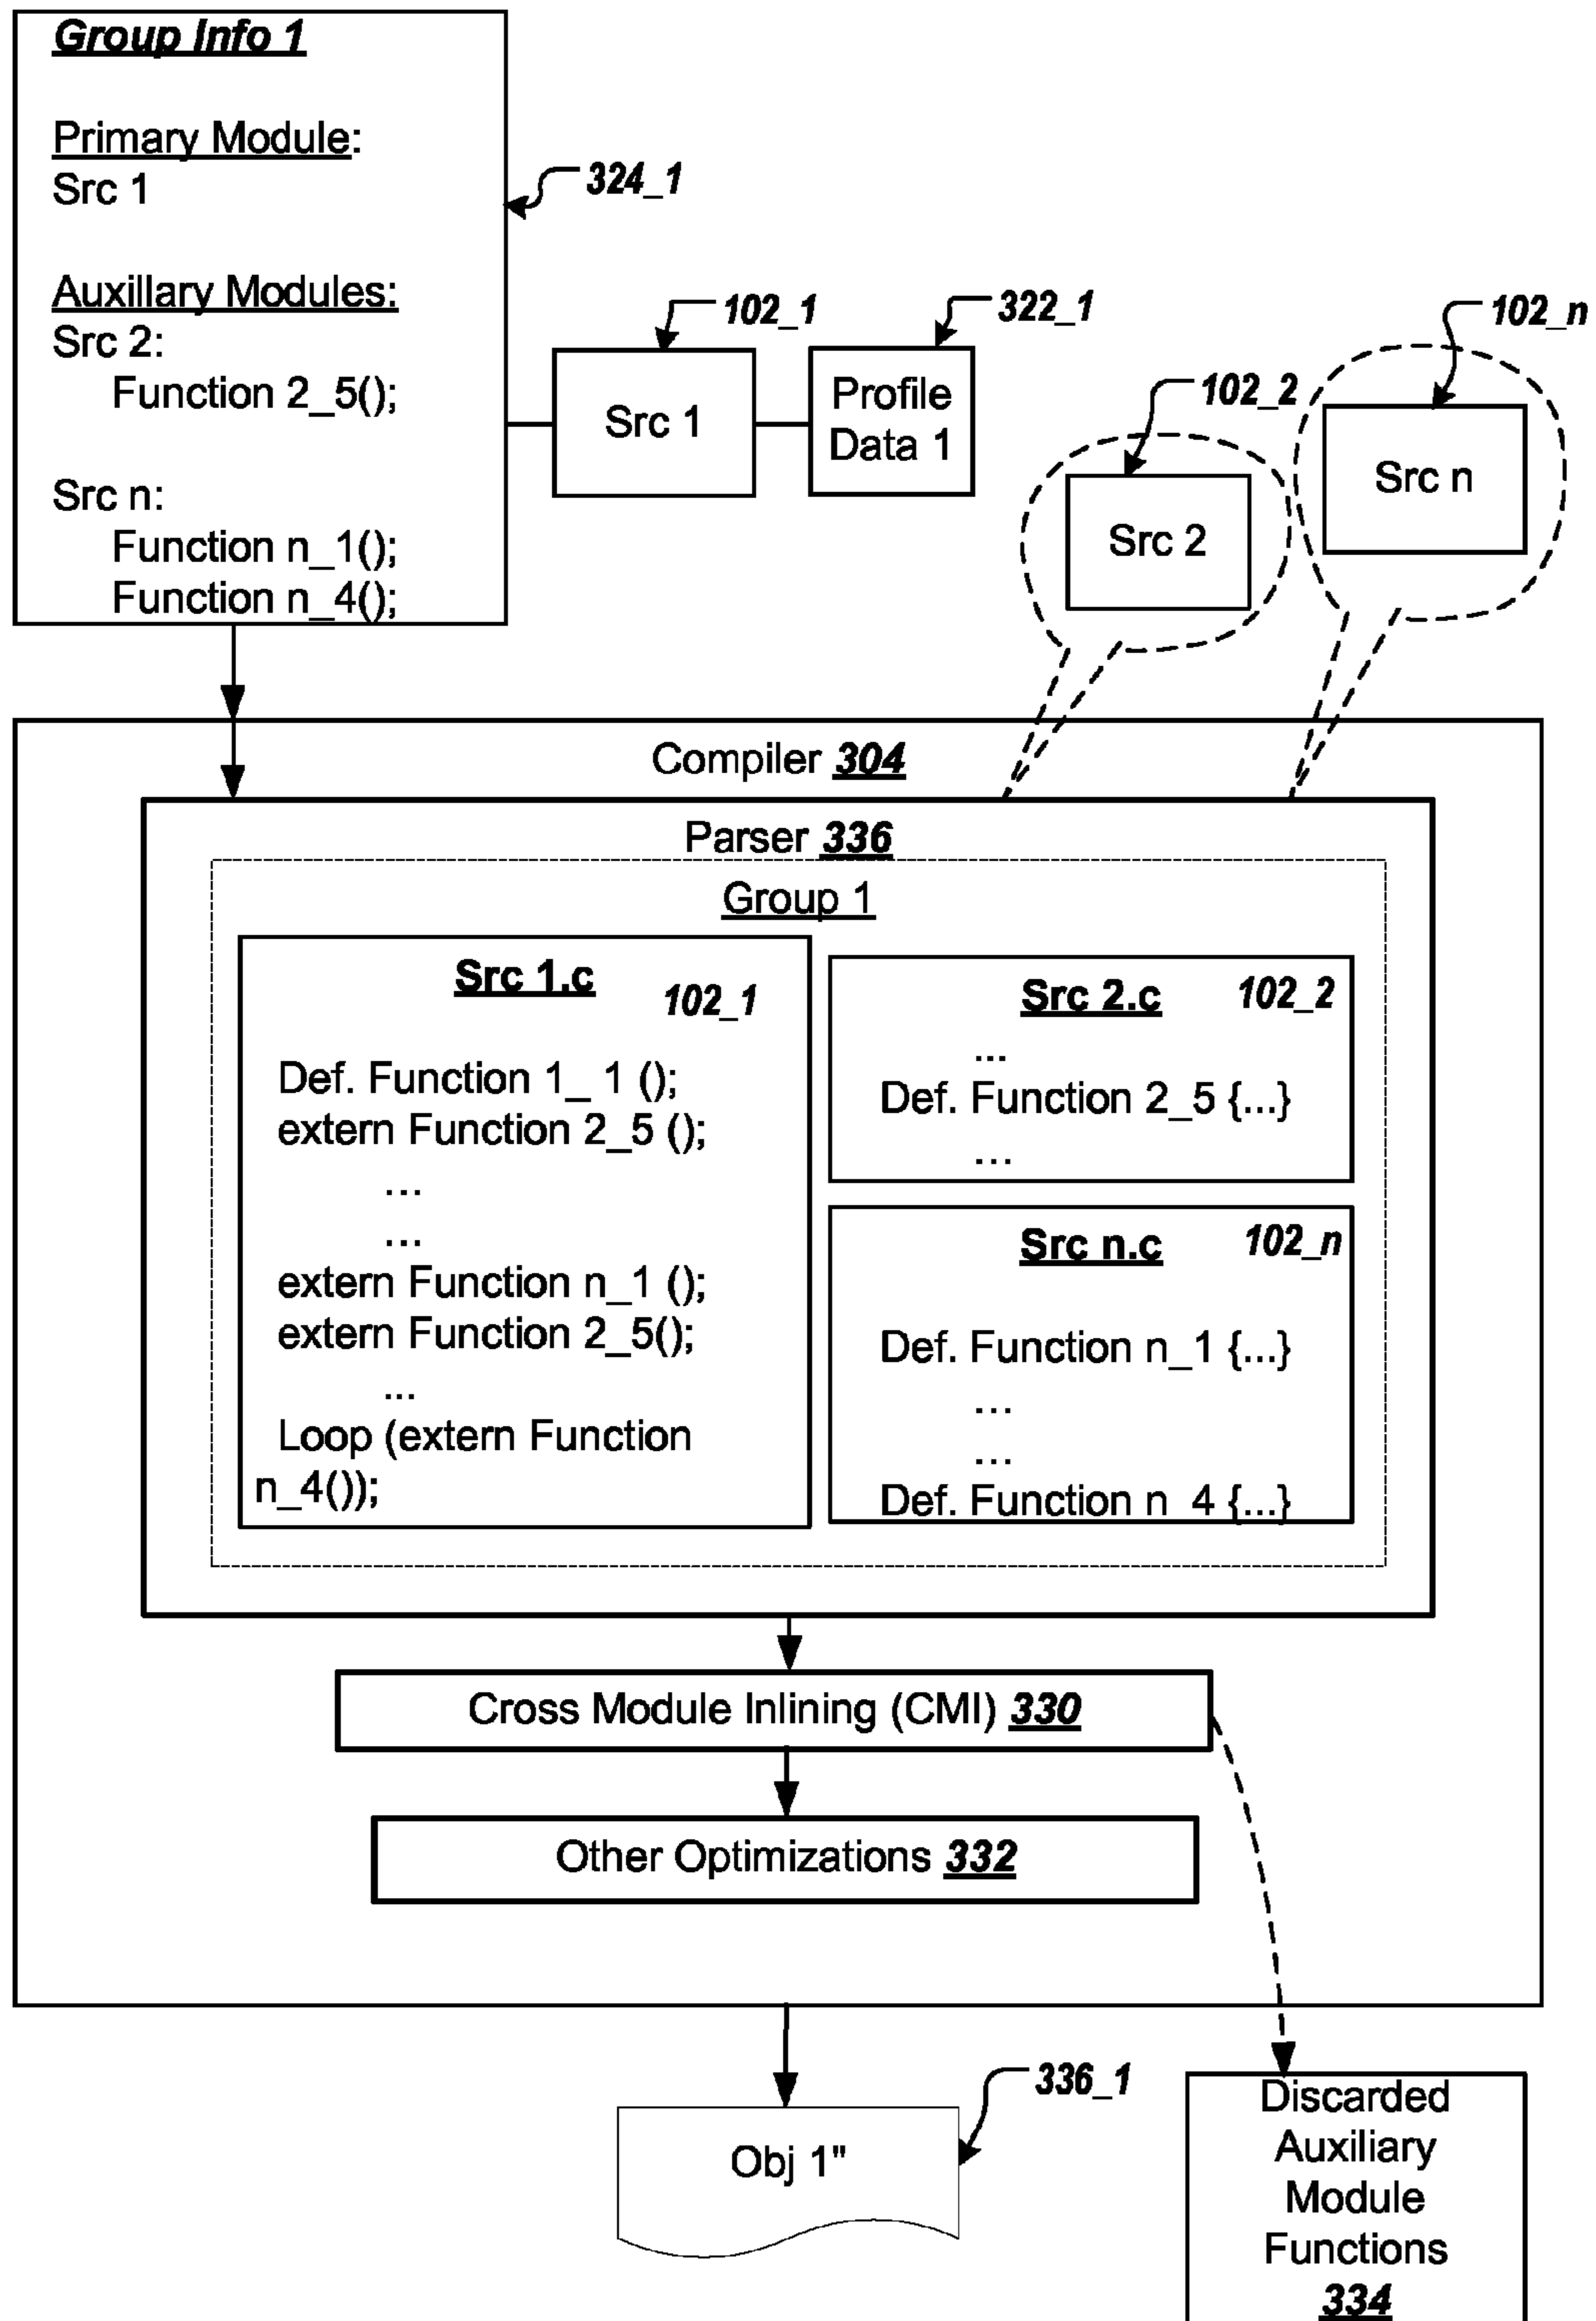 Group Info 1
Primary Module:
Src 1
Auxillary Modules:
Src 2:
Function 2_5();
Src n:
Function n_1();
Function n_4();
324_1
102_1
Src 1
322_1
Profile
Data 1
102_2
Src 2
102_n
Src n
Compiler 304
Parser 336
Group 1
Src 1.c
102_1
Def. Function 1_ 1 ();
extern Function 2_5 ();
...
...
extern Function n_1 ();
extern Function 2_5();
...
Loop (extern Function
n_4());
Src 2.c
102_2
...
Def. Function 2_5 {...}
...
Src n.c
102_n
Def. Function n_1 {...}
...
...
Def. Function n_4 {...}
Cross Module Inlining (CMI) 330
Other Optimizations 332
336_1
Obj 1"
Discarded
Auxiliary
Module
Functions
334